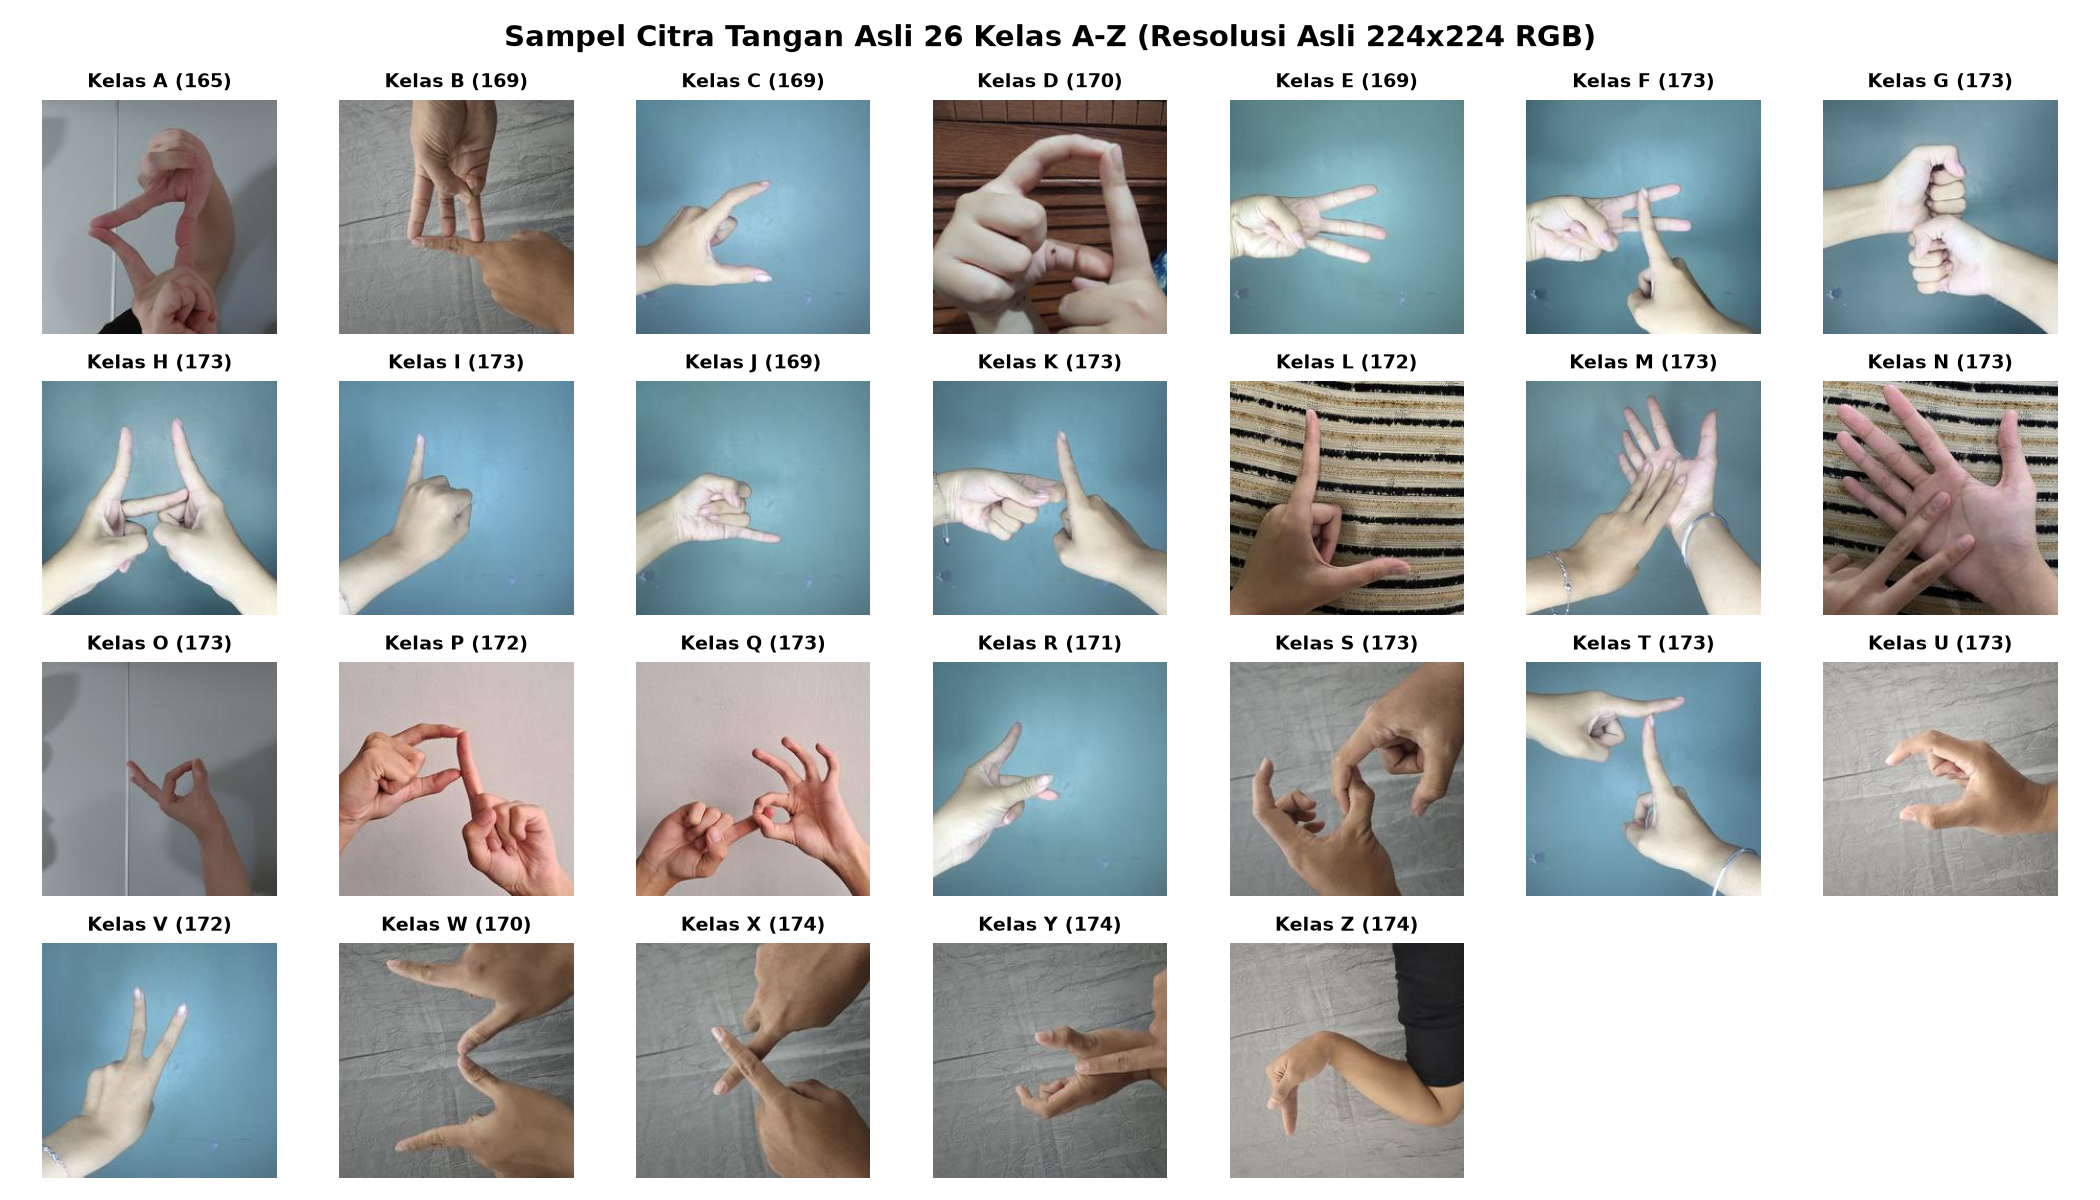 Sampel Citra Tangan Asli 26 Kelas A-Z (Resolusi Asli 224x224 RGB)
Kelas A (165)
Kelas B (169)
Kelas C (169)
Kelas D (170)
Kelas E (169)
Kelas F (173)
Kelas G (173)
Kelas H (173)
Kelas I (173)
Kelas J (169)
Kelas K (173)
Kelas L (172)
Kelas M (173)
Kelas N (173)
Kelas O (173)
Kelas P (172)
Kelas Q (173)
Kelas R (171)
Kelas S (173)
Kelas T (173)
Kelas U (173)
Kelas V (172)
Kelas W (170)
Kelas X (174)
Kelas Y (174)
Kelas Z (174)